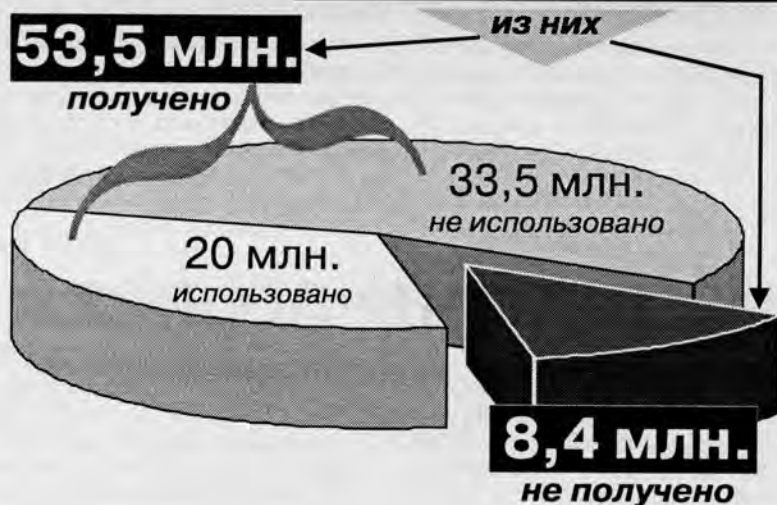 из них
53,5 млн.
получено
33,5 млн.
не использовано
20 млн.
использовано
8,4 млн.
не получено